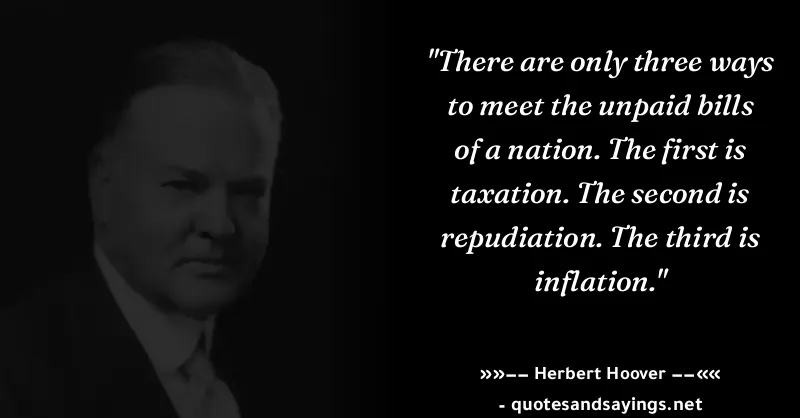 "There are only three ways
to meet the unpaid bills
of a nation. The first is
taxation. The second is
repudiation. The third is
inflation."
»»−− Herbert Hoover −−««
- quotesandsayings.net